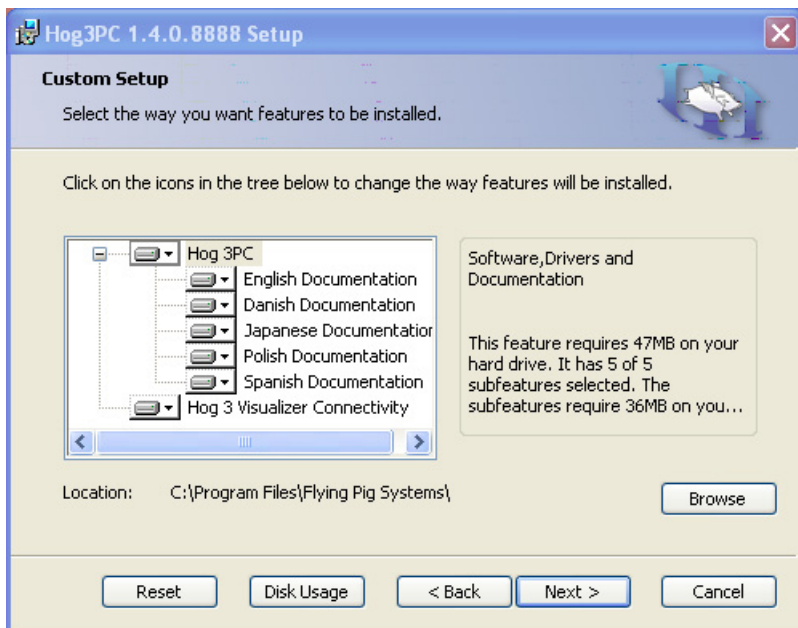 Hog3PC 1.4.0.8888 Setup
Custom Setup
Select the way you want features to be installed.
Click on the icons in the tree below to change the way features will be installed.
Hog 3PC
English Documentation
Danish Documentation
Japanese Documentation
Polish Documentation
Spanish Documentation
Hog 3 Visualizer Connectivity
Software,Drivers and
Documentation
This feature requires 47MB on your
hard drive. It has 5 of 5
subfeatures selected. The
subfeatures require 36MB on you...
Location: C:\Program Files\Flying Pig Systems\
Browse
Reset Disk Usage < Back Next > Cancel